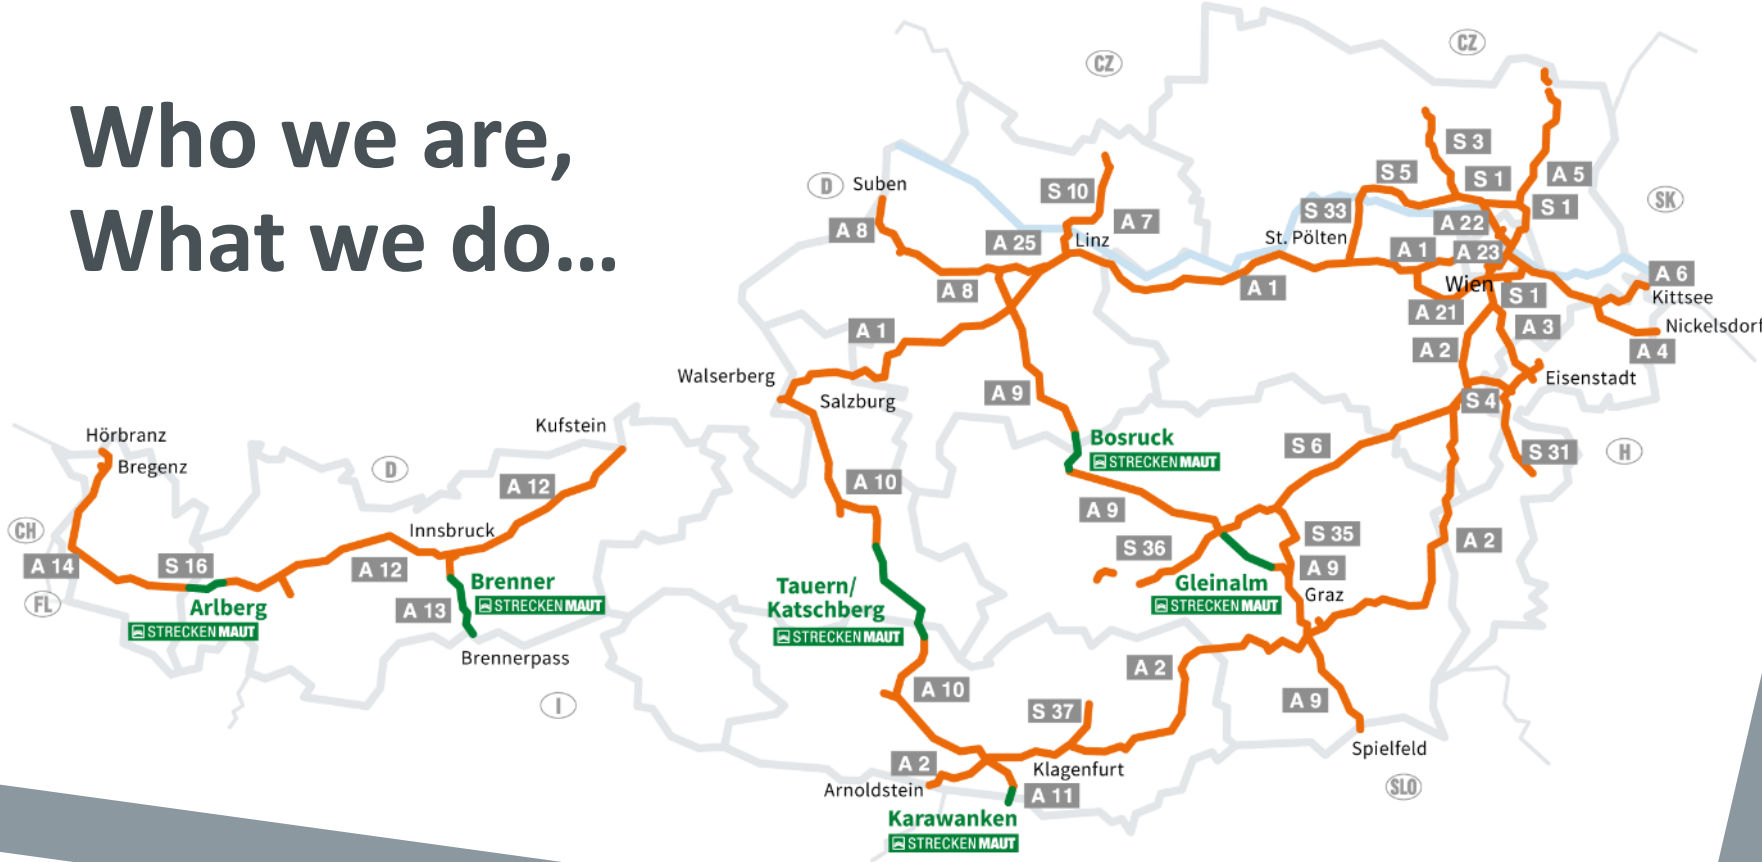 Who we are,
What we do...
CZ
CZ
S 3
S 5
S 1
A 5
D
Suben
S 10
SK
S 33
S 1
A 8
A 7
A 22
A 25
Linz
St. Pölten
A 1
A 23
A 6
A 8
A 1
Wien
S 1
Kittsee
A 21
A 3
Nickelsdorf
A 1
A 2
A 4
Walserberg
Eisenstadt
A 9
Salzburg
S 4
Kufstein
Hörbranz
Bosruck
STRECKENMAUT
S 6
S 31
H
Bregenz
D
A 12
A 10
A 9
CH
Innsbruck
S 35
A 2
S 36
A 14
S 16
A 12
A 9
Brenner
STRECKENMAUT
Gleinalm
STRECKENMAUT
Tauern/
Katschberg
STRECKENMAUT
Graz
FL
Arlberg
STRECKENMAUT
A 13
Brennerpass
A 2
A 10
A 9
I
S 37
Spielfeld
A 2
Klagenfurt
Arnoldstein
A 11
SLO
Karawanken
STRECKENMAUT